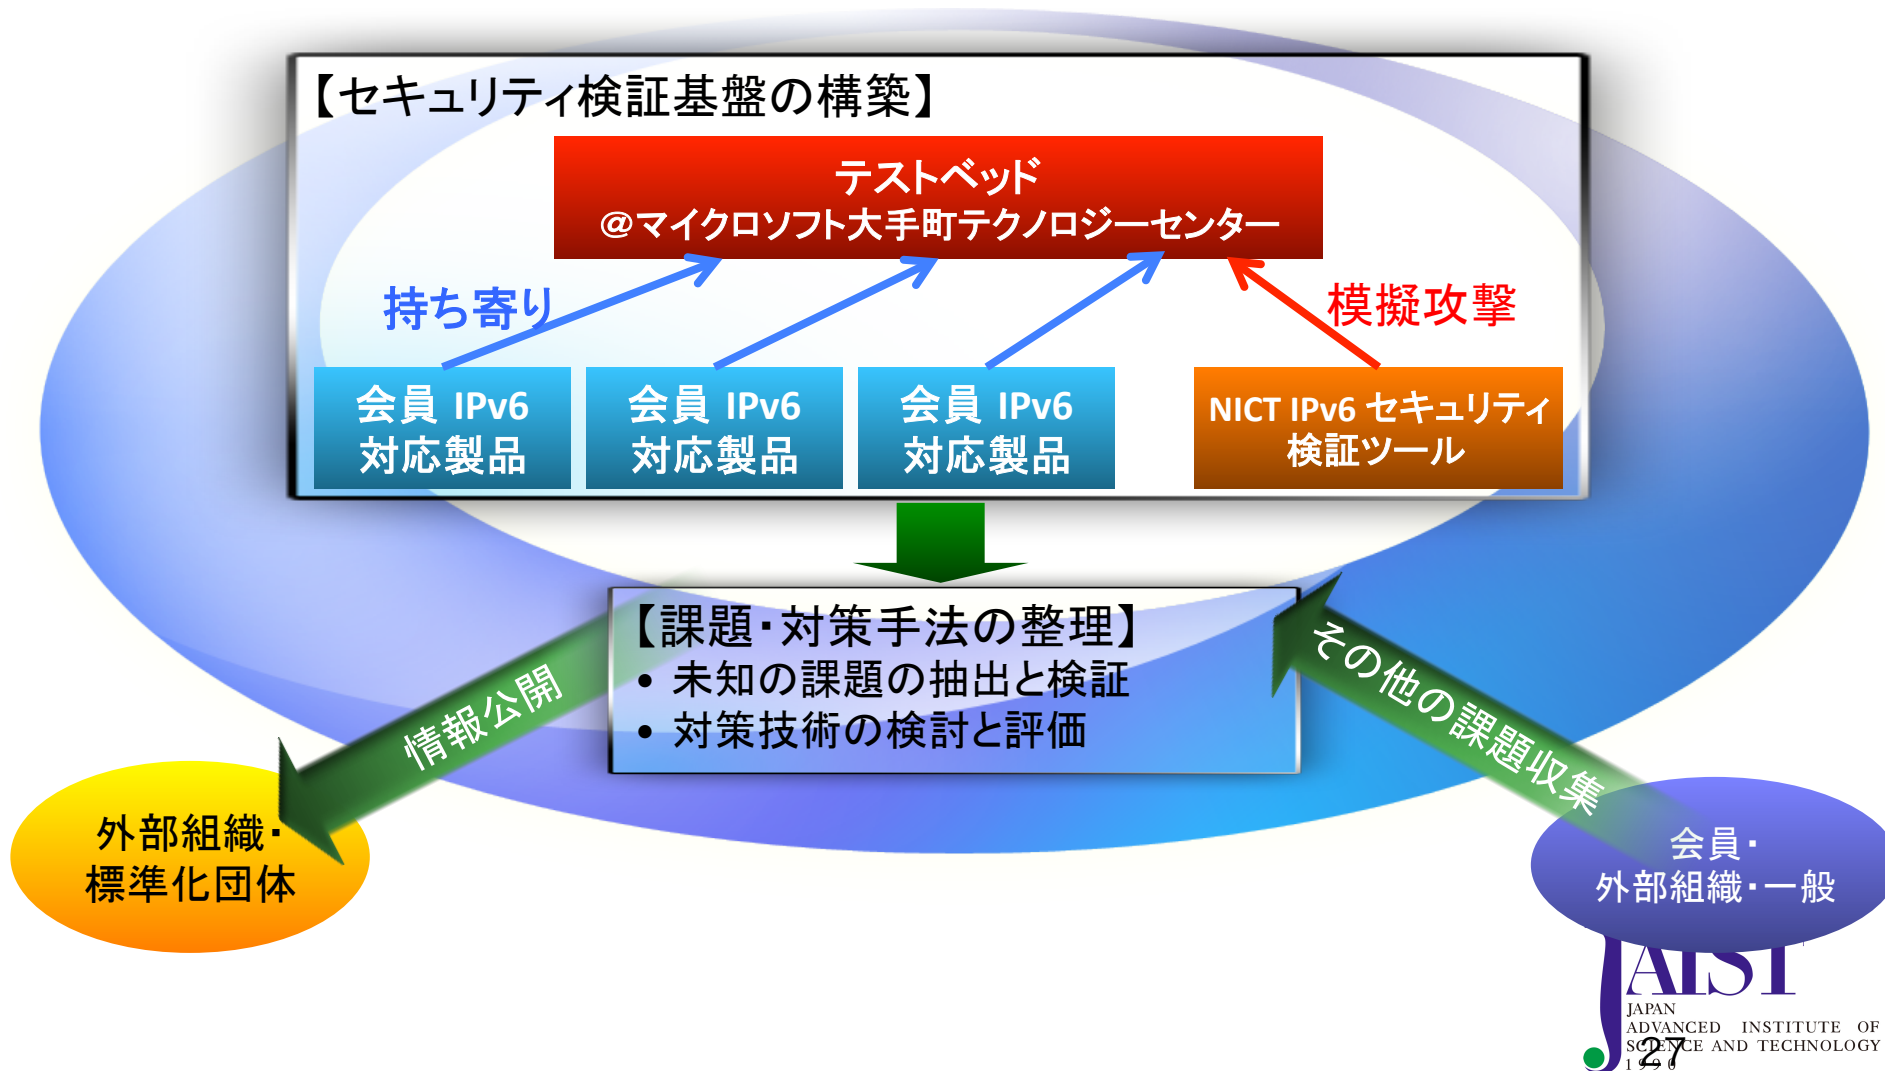 【セキュリティ検証基盤の構築】
テストベッド
＠マイクロソフト大手町テクノロジーセンター
持ち寄り
模擬攻撃
会員 IPv6
対応製品
会員 IPv6
対応製品
会員 IPv6
対応製品
NICT IPv6 セキュリティ
検証ツール
【課題・対策手法の整理】
• 未知の課題の抽出と検証
• 対策技術の検討と評価
情報公開
その他の課題収集
外部組織・
標準化団体
会員・
外部組織・一般
JAIST
JAPAN
ADVANCED INSTITUTE OF
SCIENCE AND TECHNOLOGY
1990
27